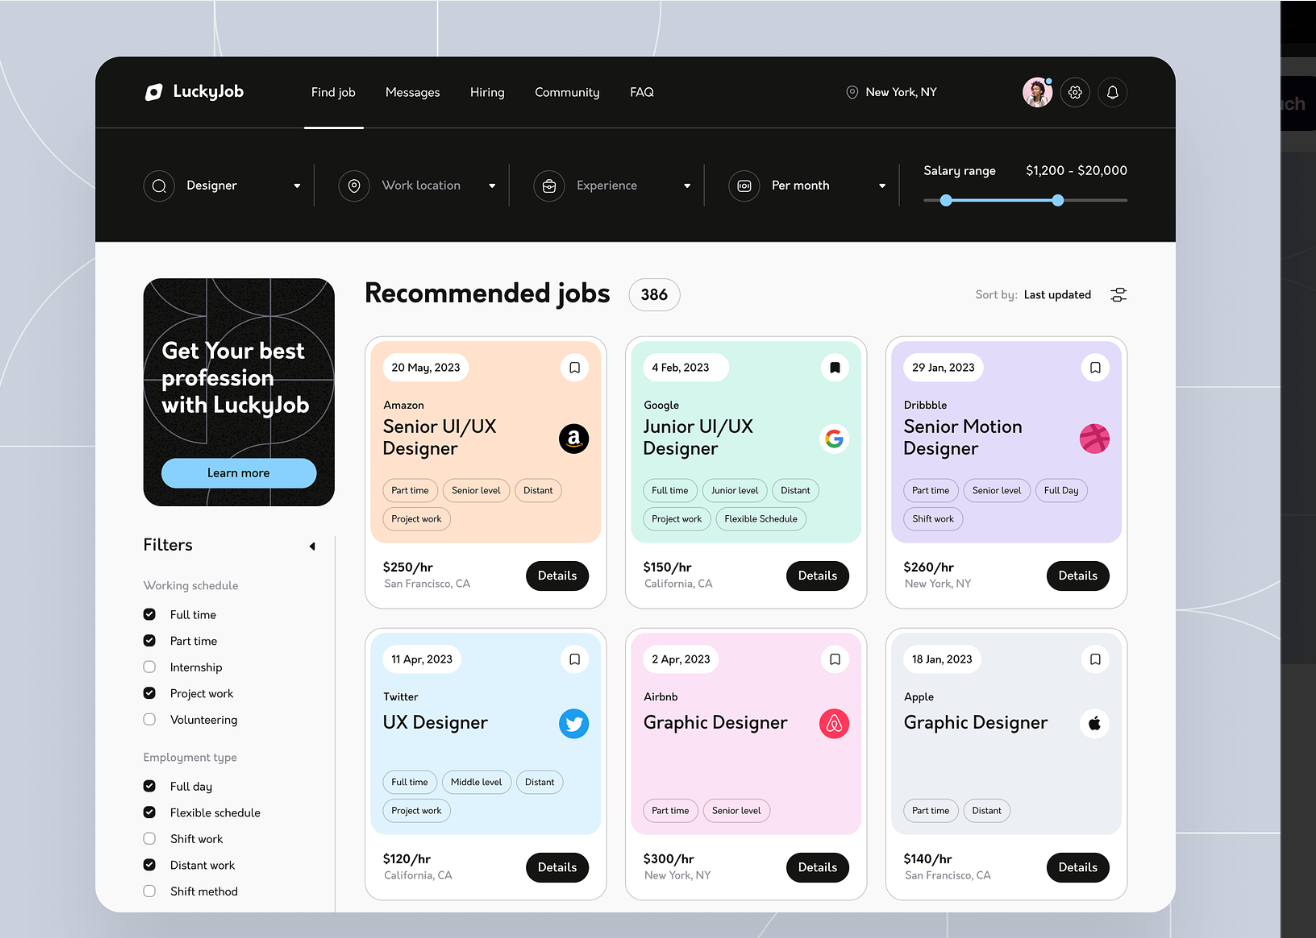 LuckyJob
Find job
Messages
Hiring
Community
FAQ
New York, NY
Designer
Work location
Experience
Per month
Salary range
$1,200 - $20,000
Get Your best
profession
with LuckyJob
Learn more
Recommended jobs
386
Sort by: Last updated
20 May, 2023
Amazon
Senior UI/UX
Designer
Part time
Senior level
Distant
Project work
$250/hr
San Francisco, CA
Details
4 Feb, 2023
Google
Junior UI/UX
Designer
Full time
Junior level
Distant
Project work
Flexible Schedule
$150/hr
California, CA
Details
29 Jan, 2023
Dribbble
Senior Motion
Designer
Part time
Senior level
Full Day
Shift work
$260/hr
New York, NY
Details
Filters
Working schedule
Full time
Part time
Internship
Project work
Volunteering
Employment type
Full day
Flexible schedule
Shift work
Distant work
Shift method
11 Apr, 2023
Twitter
UX Designer
Full time
Middle level
Distant
Project work
$120/hr
California, CA
Details
2 Apr, 2023
Airbnb
Graphic Designer
Part time
Senior level
$300/hr
New York, NY
Details
18 Jan, 2023
Apple
Graphic Designer
Part time
Distant
$140/hr
San Francisco, CA
Details